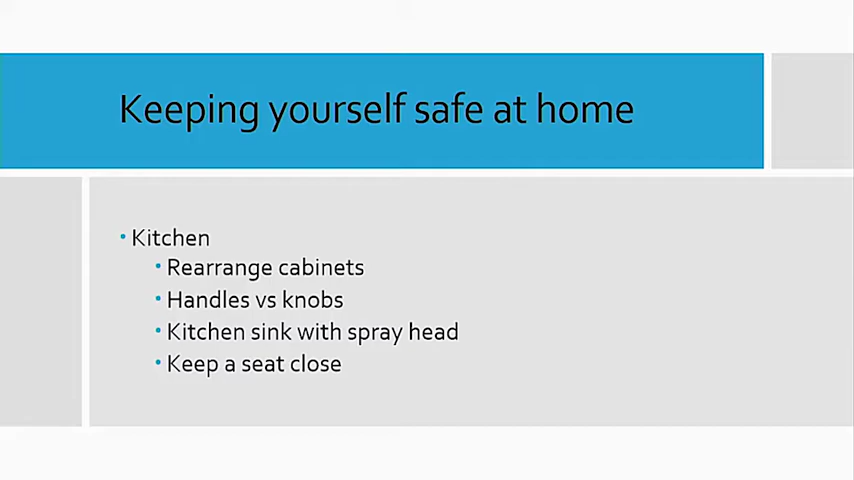 Keeping yourself safe at home
• Kitchen
• Rearrange cabinets
• Handles vs knobs
• Kitchen sink with spray head
• Keep a seat close